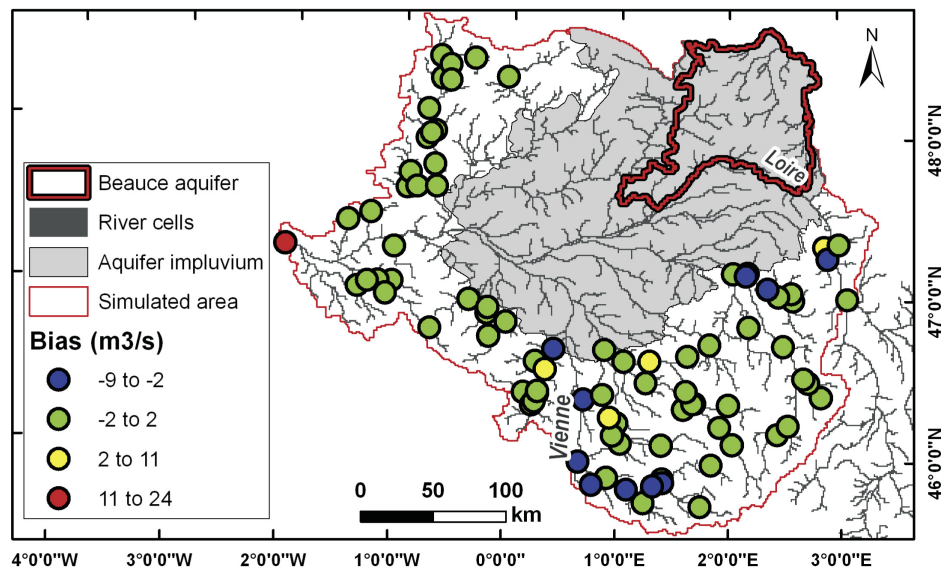 N
48°0'0"N
Loire
Beauce aquifer
River cells
Aquifer impluvium
Simulated area
Bias (m3/s)
-9 to -2
-2 to 2
2 to 11
11 to 24
47°0'0"N
Vienne
46°0'0"N
0 50 100
km
4°0'0"W 3°0'0"W 2°0'0"W 1°0'0"W 0°0'0" 1°0'0"E 2°0'0"E 3°0'0"E